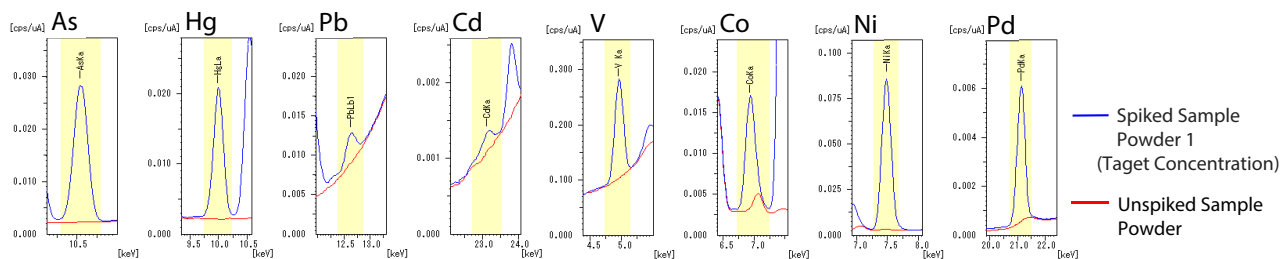 As
[cps/uA]
0.030
0.020
0.010
0.000
AsKa
10.5
[keV]
Hg
[cps/uA]
0.020
0.010
0.000
HgLa
9.5 10.0 10.5
[keV]
Pb
[cps/uA]
0.020
0.015
0.010
0.005
0.000
PbLb1
12.5 13.0
[keV]
Cd
[cps/uA]
0.002
0.001
0.000
CdKa
23.0 24.0
[keV]
V
[cps/uA]
0.300
0.200
0.100
0.000
V Ka
4.5 5.0
[keV]
Co
[cps/uA]
0.020
0.010
0.000
CoKa
6.5 7.0
[keV]
Ni
[cps/uA]
0.100
0.075
0.050
0.025
0.000
NiKa
7.0 7.5 8.0
[keV]
Pd
[cps/uA]
0.006
0.004
0.002
0.000
PdKa
20.0 21.0 22.0
[keV]
Spiked Sample
Powder 1
(Taget Concentration)
Unspiked Sample
Powder